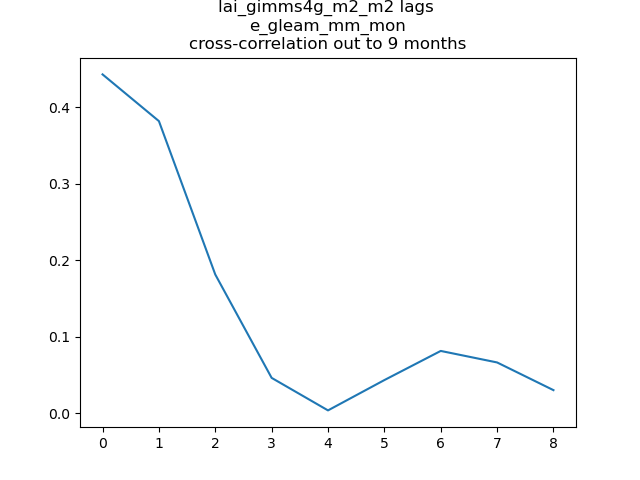 lai_gimms4g_m2_m2 lags
e_gleam_mm_mon
cross-correlation out to 9 months
0.4
0.3
0.2
0.1
0.0
0 1 2 3 4 5 6 7 8